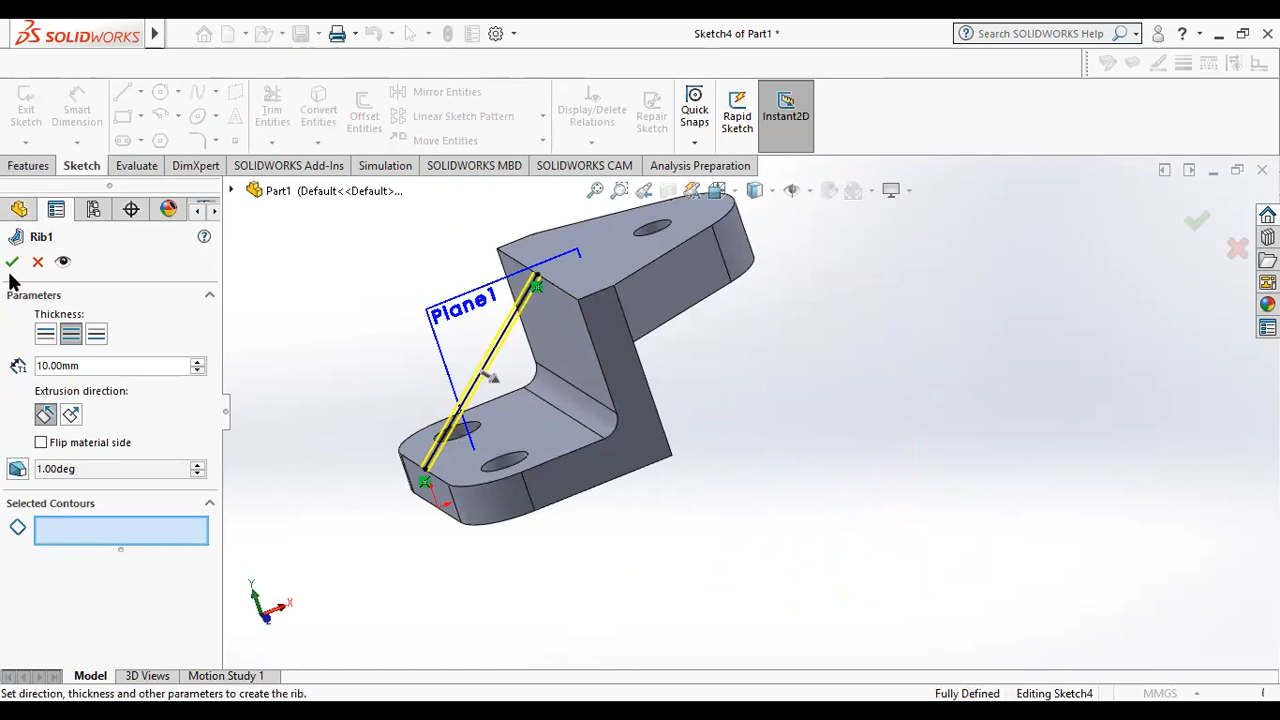 SOLIDWORKS
Sketch4 of Part1 *
Search SOLIDWORKS Help
?
Exit Sketch
Smart Dimension
Trim Entities
Convert Entities
Offset Entities
Mirror Entities
Linear Sketch Pattern
Move Entities
Display/Delete Relations
Repair Sketch
Quick Snaps
Rapid Sketch
Instant2D
Features
Sketch
Evaluate
DimXpert
SOLIDWORKS Add-Ins
Simulation
SOLIDWORKS MBD
SOLIDWORKS CAM
Analysis Preparation
Part1 (Default<<Default>...
Rib1
?
Parameters
Thickness:
10.00mm
Extrusion direction:
Flip material side
1.00deg
Selected Contours
Plane1
Y
X
Z
Model
3D Views
Motion Study 1
Set direction, thickness and other parameters to create the rib.
Fully Defined
Editing Sketch4
MMGS